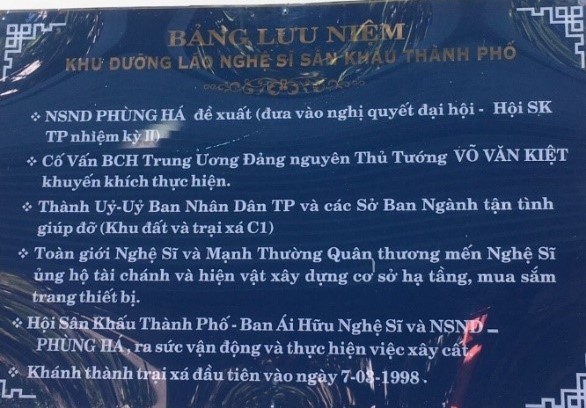 BẢNG LƯU NIỆM
KHU DƯỠNG LÃO NGHỆ SĨ SÂN KHẤU THÀNH PHỐ
❖ NSND PHÙNG HÁ đề xuất (đưa vào nghị quyết đại hội - Hội SK
TP nhiệm kỳ II)
❖ Cố Vấn BCH Trung Ương Đảng nguyên Thủ Tướng VÕ VĂN KIỆT
khuyến khích thực hiện.
❖ Thành Uỷ-Uỷ Ban Nhân Dân TP và các Sở Ban Ngành tận tình
giúp đỡ (Khu đất và trại xá C1)
❖ Toàn giới Nghệ Sĩ và Mạnh Thường Quân thương mến Nghệ Sĩ
ủng hộ tài chánh và hiện vật xây dựng cơ sở hạ tầng, mua sắm
trang thiết bị.
❖ Hội Sân Khấu Thành Phố - Ban Ái Hữu Nghệ Sĩ và NSND
PHÙNG HÁ, ra sức vận động và thực hiện việc xây cất.
❖ Khánh thành trại xá đầu tiên vào ngày 7-03-1998.